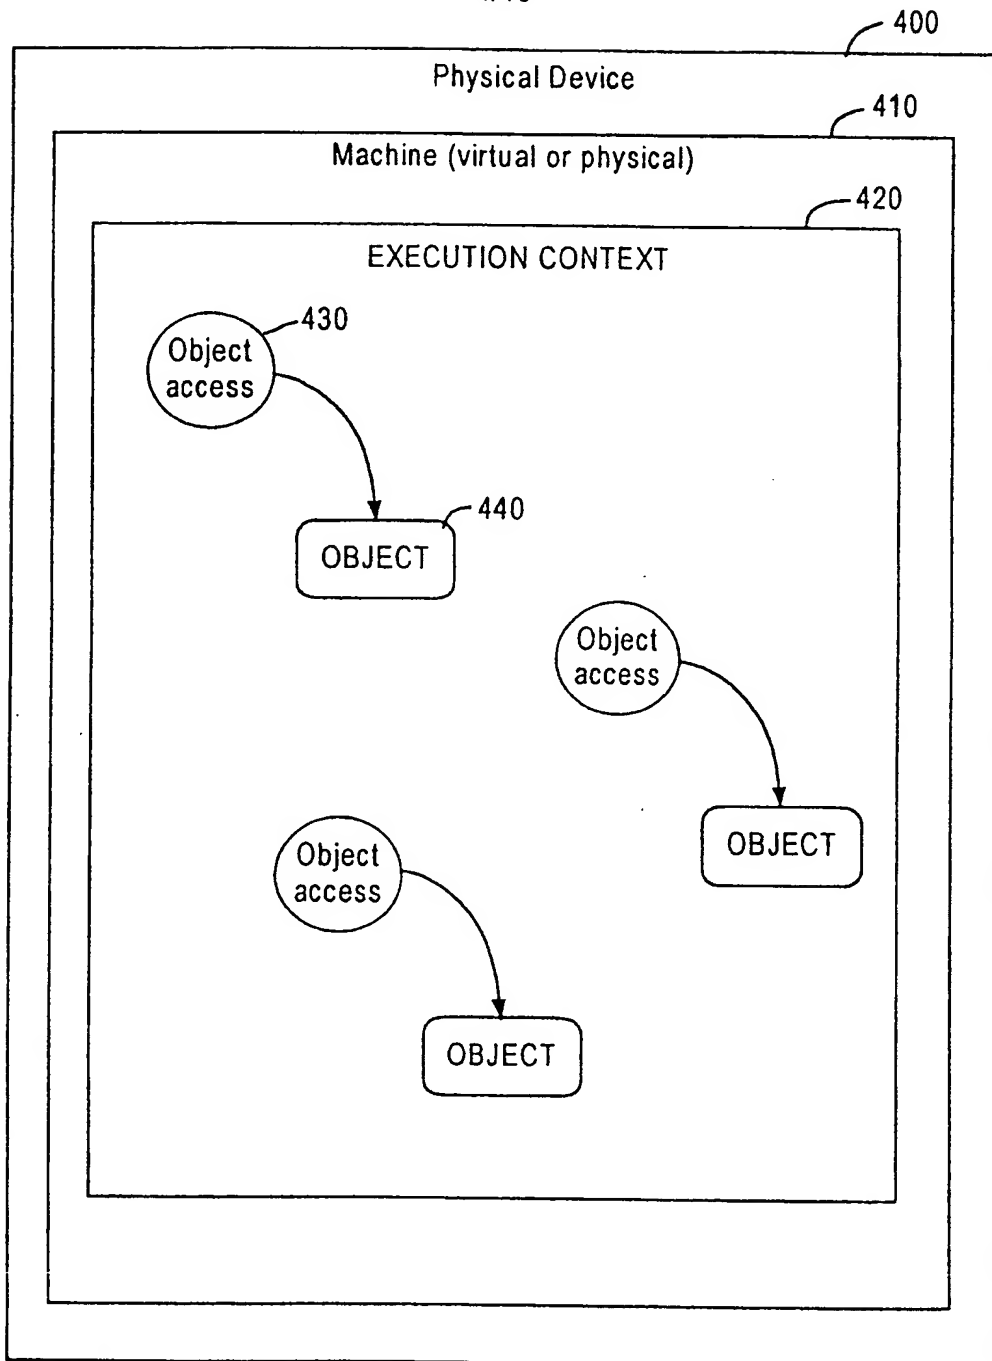 400
Physical Device
410
Machine (virtual or physical)
420
EXECUTION CONTEXT
430
Object
access
440
OBJECT
Object
access
OBJECT
Object
access
OBJECT